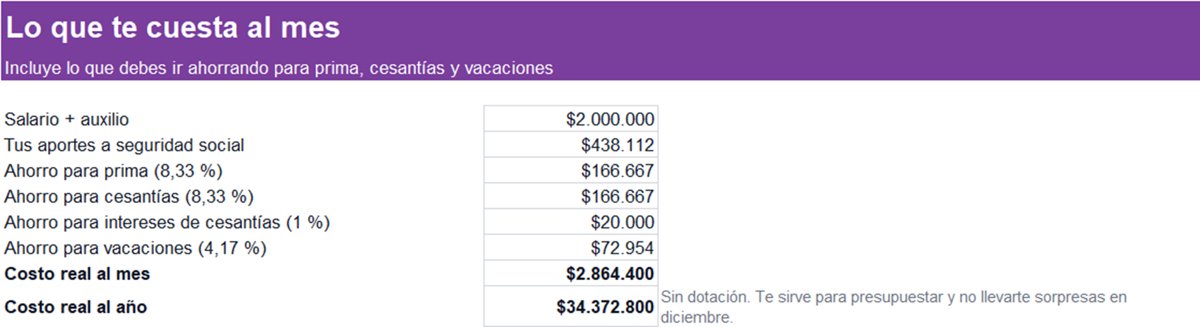 Lo que te cuesta al mes
Incluye lo que debes ir ahorrando para prima, cesantías y vacaciones
Salario + auxilio $2.000.000
Tus aportes a seguridad social $438.112
Ahorro para prima (8,33 %) $166.667
Ahorro para cesantías (8,33 %) $166.667
Ahorro para intereses de cesantías (1 %) $20.000
Ahorro para vacaciones (4,17 %) $72.954
Costo real al mes $2.864.400
Costo real al año $34.372.800 Sin dotación. Te sirve para presupuestar y no llevarte sorpresas en
diciembre.